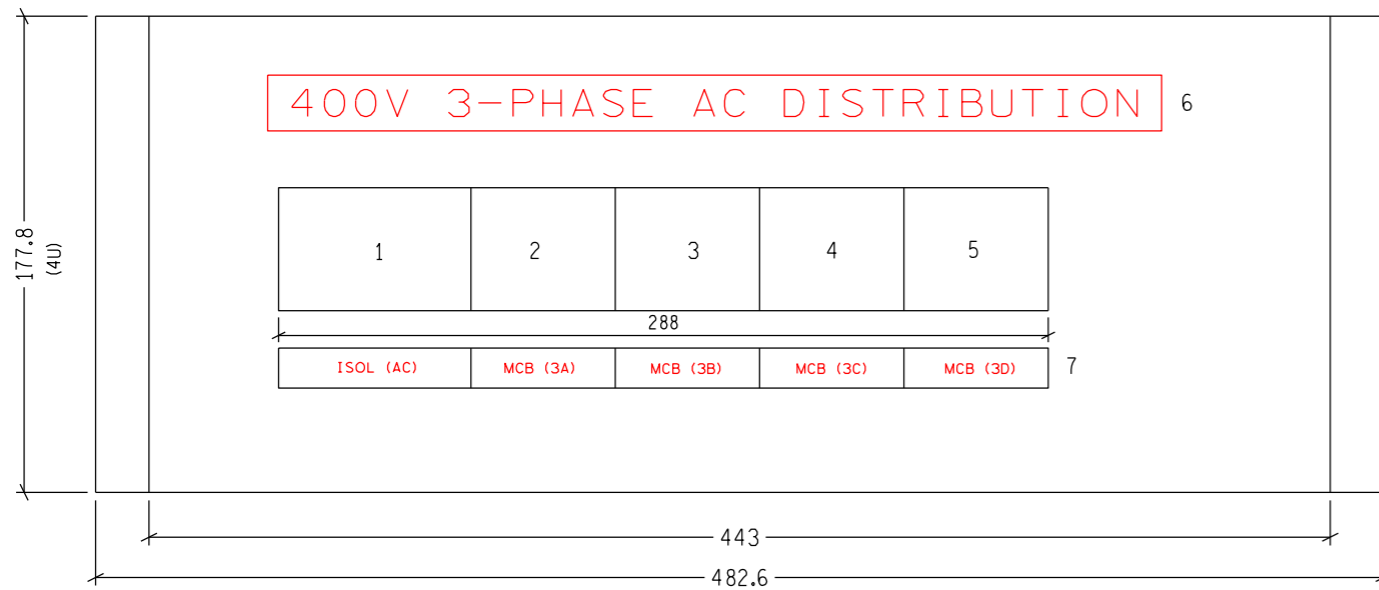 400V 3-PHASE AC DISTRIBUTION 6
177.8
(4U)
1 2 3 4 5
288
ISOL (AC) MCB (3A) MCB (3B) MCB (3C) MCB (3D) 7
443
482.6